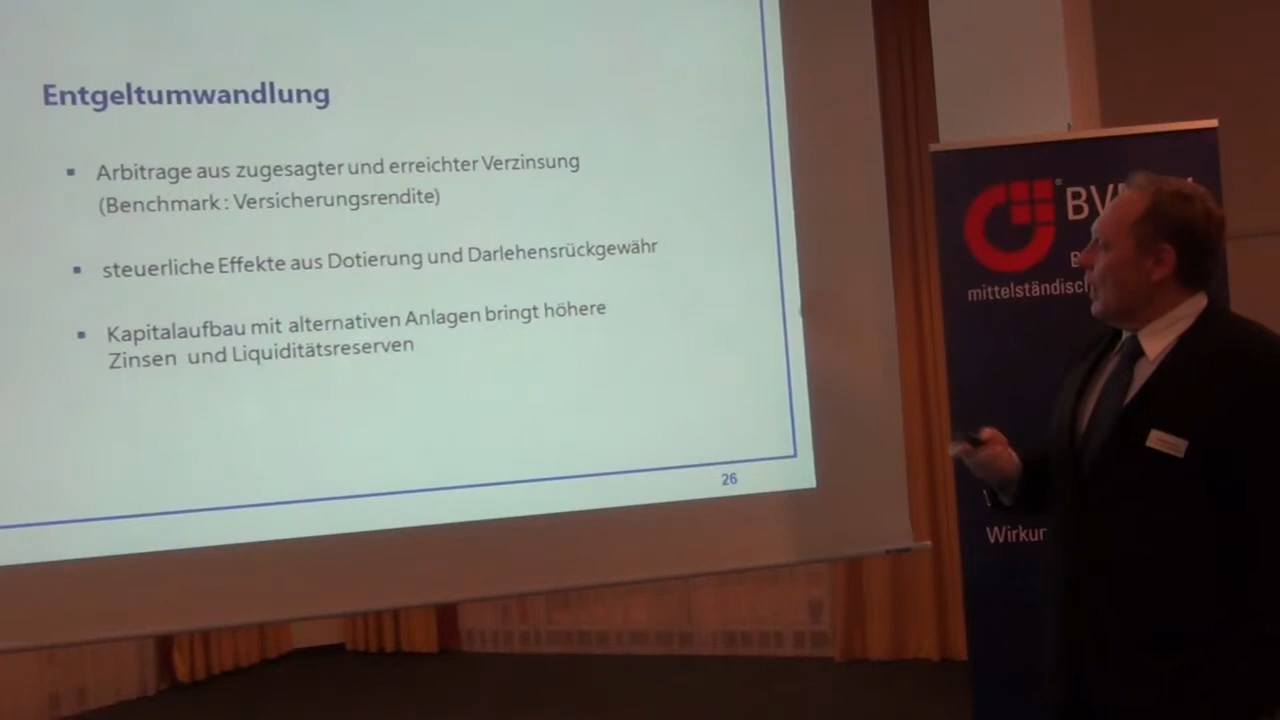 Entgeltumwandlung
Arbitrage aus zugesagter und erreichter Verzinsung
(Benchmark: Versicherungsrendite)
steuerliche Effekte aus Dotierung und Darlehensrückgewähr
Kapitalaufbau mit alternativen Anlagen bringt höhere
Zinsen und Liquiditätsreserven
26
BV
mittelständisc
Wirkur